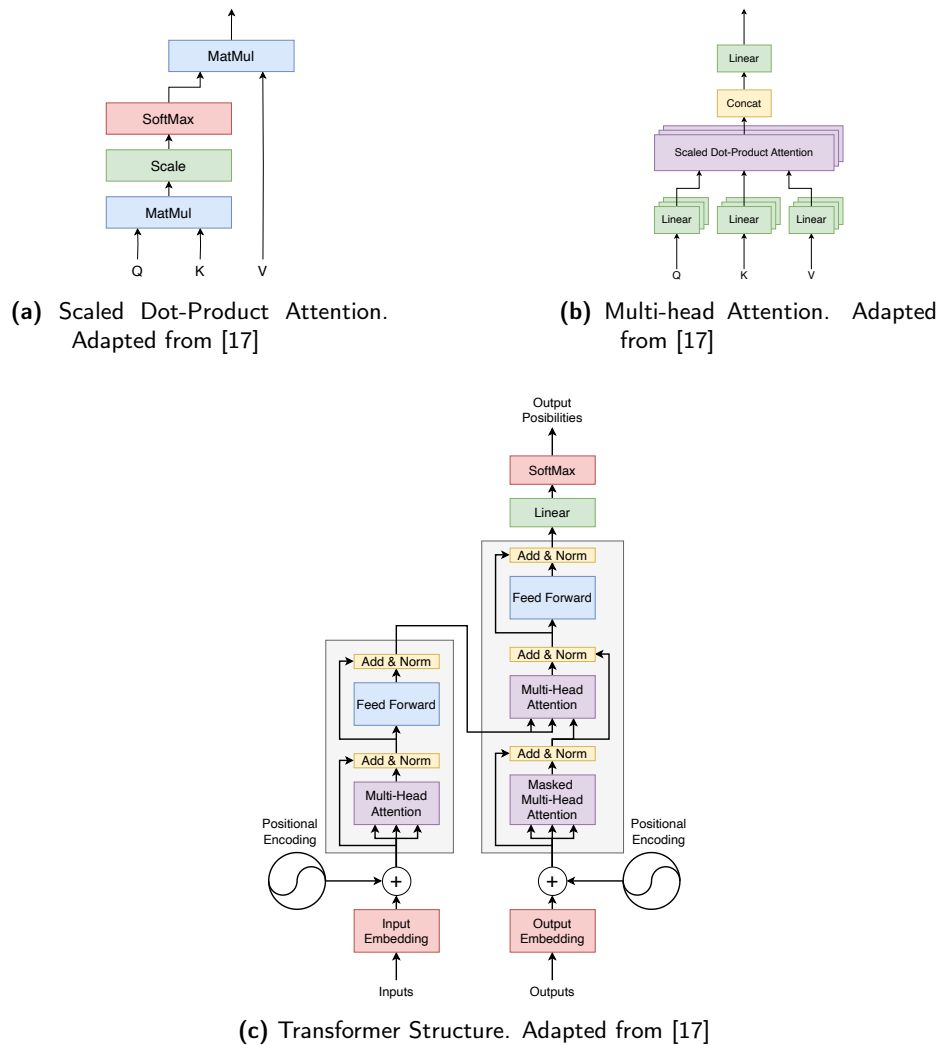 MatMul
SoftMax
Scale
MatMul
Q K V
(a) Scaled Dot-Product Attention.
Adapted from [17]
Linear
Concat
Scaled Dot-Product Attention
Linear Linear Linear
Q K V
(b) Multi-head Attention. Adapted
from [17]
Output
Posibilities
SoftMax
Linear
Add & Norm
Feed Forward
Add & Norm
Multi-Head
Attention
Add & Norm
Masked
Multi-Head
Attention
Positional
Encoding
+
Output
Embedding
Outputs
Add & Norm
Feed Forward
Add & Norm
Multi-Head
Attention
Positional
Encoding
+
Input
Embedding
Inputs
(c) Transformer Structure. Adapted from [17]